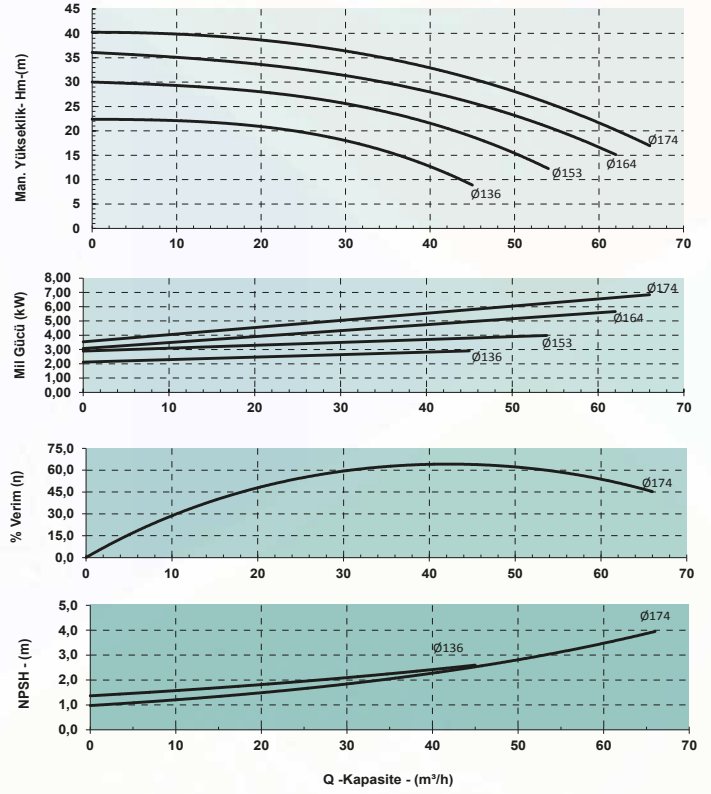 Man. Yükseklik- Hm-(m)
45
40
35
30
25
20
15
10
5
0
0 10 20 30 40 50 60 70
Ø174
Ø164
Ø153
Ø136
Mil Gücü (kW)
8,00
7,00
6,00
5,00
4,00
3,00
2,00
1,00
0,00
0 10 20 30 40 50 60 70
Ø174
Ø164
Ø153
Ø136
% Verim (η)
75,0
60,0
45,0
30,0
15,0
0,0
0 10 20 30 40 50 60 70
Ø174
NPSH - (m)
5,0
4,0
3,0
2,0
1,0
0,0
0 10 20 30 40 50 60 70
Ø174
Ø136
Q -Kapasite - (m³/h)